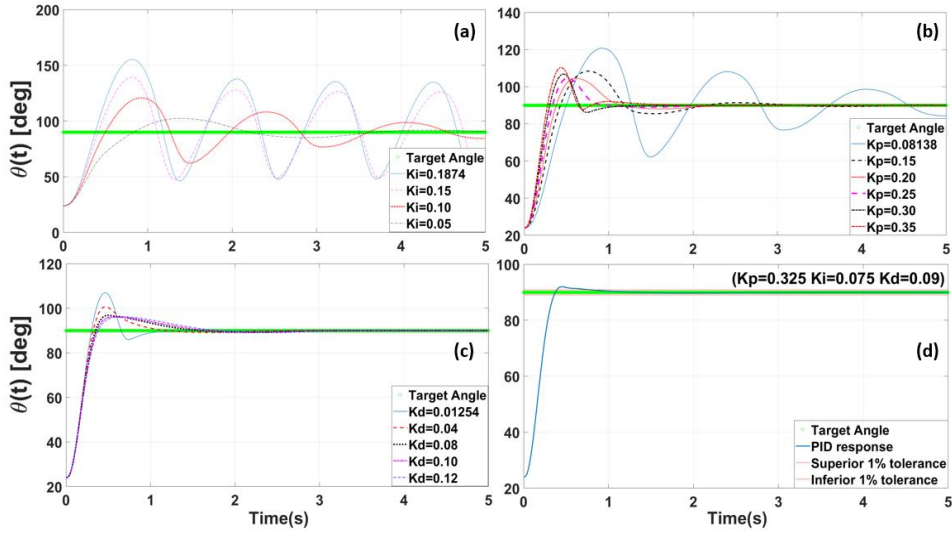 200
150
100
50
0
θ(t) [deg]
(a)
Target Angle
Ki=0.1874
Ki=0.15
Ki=0.10
Ki=0.05
0 1 2 3 4 5
140
120
100
80
60
40
20
(b)
Target Angle
Kp=0.08138
Kp=0.15
Kp=0.20
Kp=0.25
Kp=0.30
Kp=0.35
0 1 2 3 4 5
120
100
80
60
40
20
θ(t) [deg]
(c)
Target Angle
Kd=0.01254
Kd=0.04
Kd=0.08
Kd=0.10
Kd=0.12
0 1 2 3 4 5
Time(s)
100
80
60
40
20
(Kp=0.325 Ki=0.075 Kd=0.09)
(d)
Target Angle
PID response
Superior 1% tolerance
Inferior 1% tolerance
0 1 2 3 4 5
Time(s)